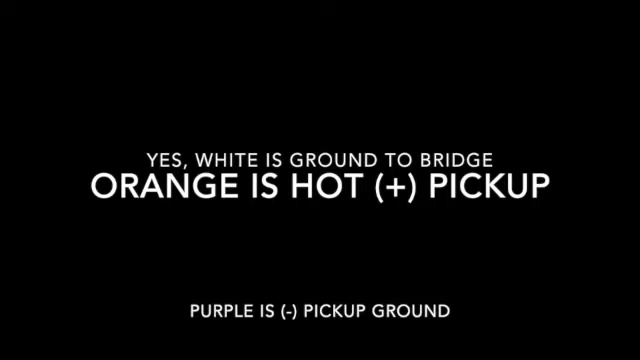 YES, WHITE IS GROUND TO BRIDGE
ORANGE IS HOT (+) PICKUP
PURPLE IS (-) PICKUP GROUND